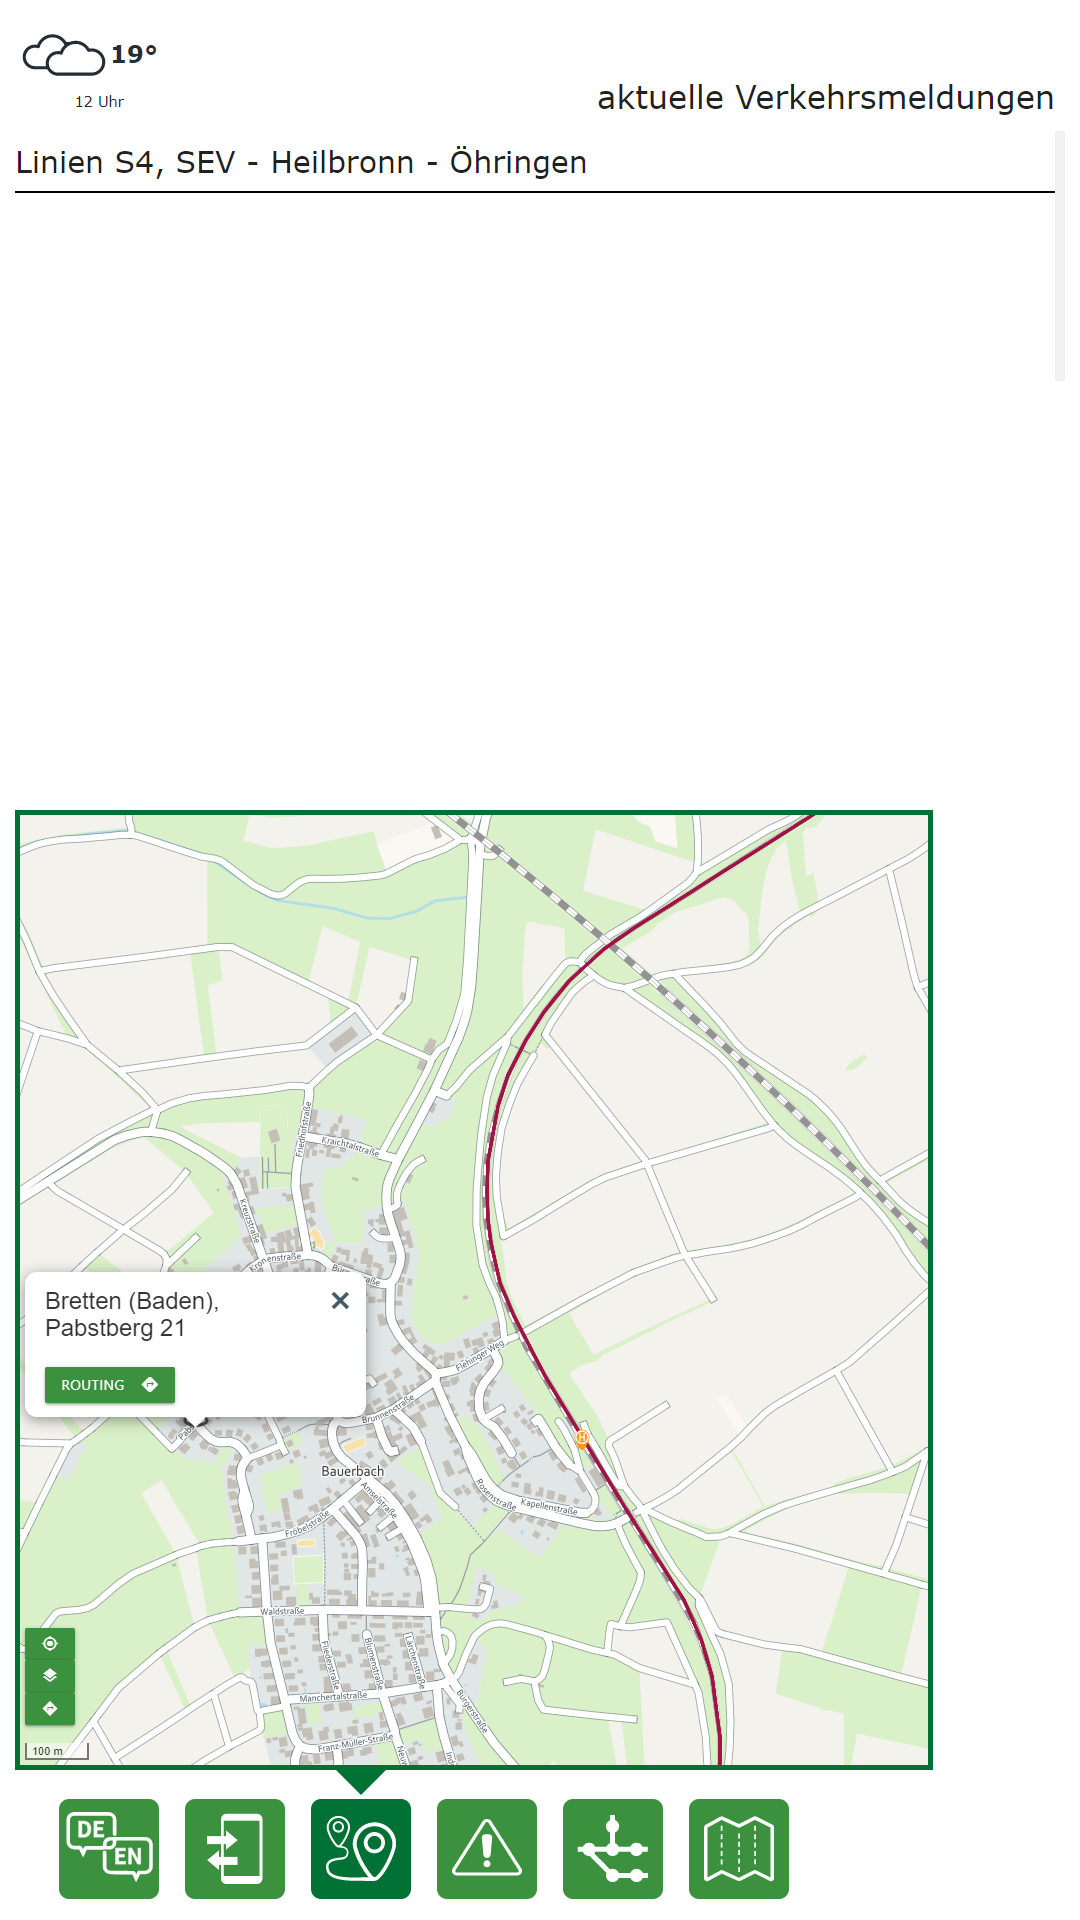 19°
12 Uhr
aktuelle Verkehrsmeldungen
Linien S4, SEV - Heilbronn - Öhringen
Friedhofstraße
Kraichtalstraße
Kreuzstraße
Kronenstraße
Bretten (Baden),
Pabstberg 21
ROUTING
Flehinger Weg
Brunnenstraße
H
Bauerbach
Amselstraße
Rosenstraße
Kapellenstraße
Fröbelstraße
Waldstraße
Fliederstraße
Blumenstraße
Lärchenstraße
Manchertalstraße
Bürgerstraße
Franz-Müller-Straße
100 m
DE
EN